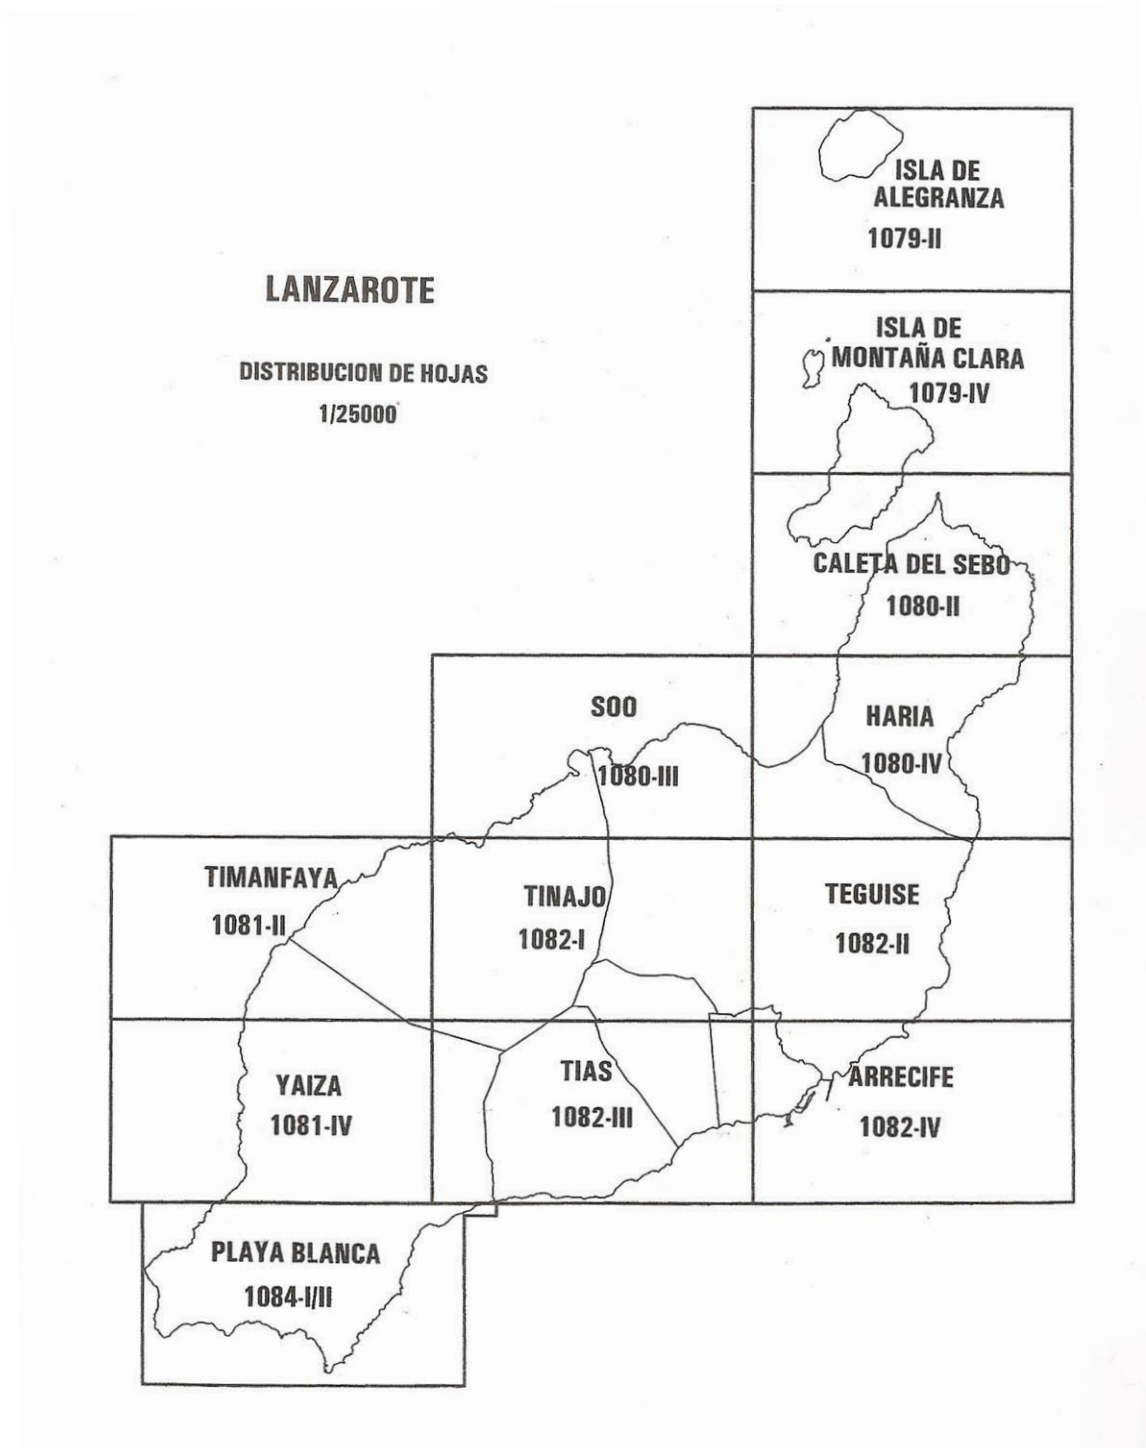 ISLA DE
ALEGRANZA
1079-II
LANZAROTE
DISTRIBUCION DE HOJAS
1/25000
ISLA DE
MONTAÑA CLARA
1079-IV
CALETA DEL SEBO
1080-II
SOO
1080-III
HARIA
1080-IV
TIMANFAYA
1081-II
TINAJO
1082-I
TEGUISE
1082-II
YAIZA
1081-IV
TIAS
1082-III
ARRECIFE
1082-IV
PLAYA BLANCA
1084-I/II